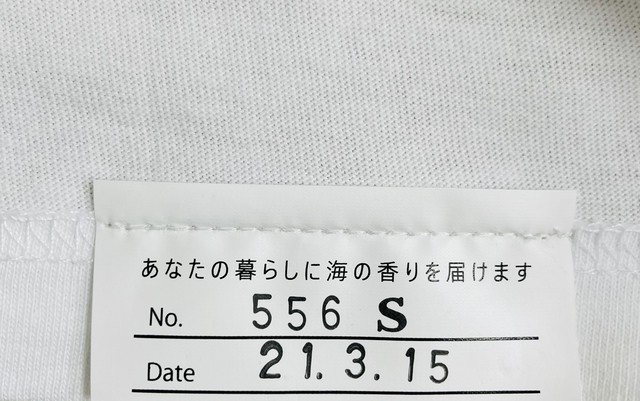 あなたの暮らしに海の香りを届けます
No. 556 S
Date 21. 3. 15